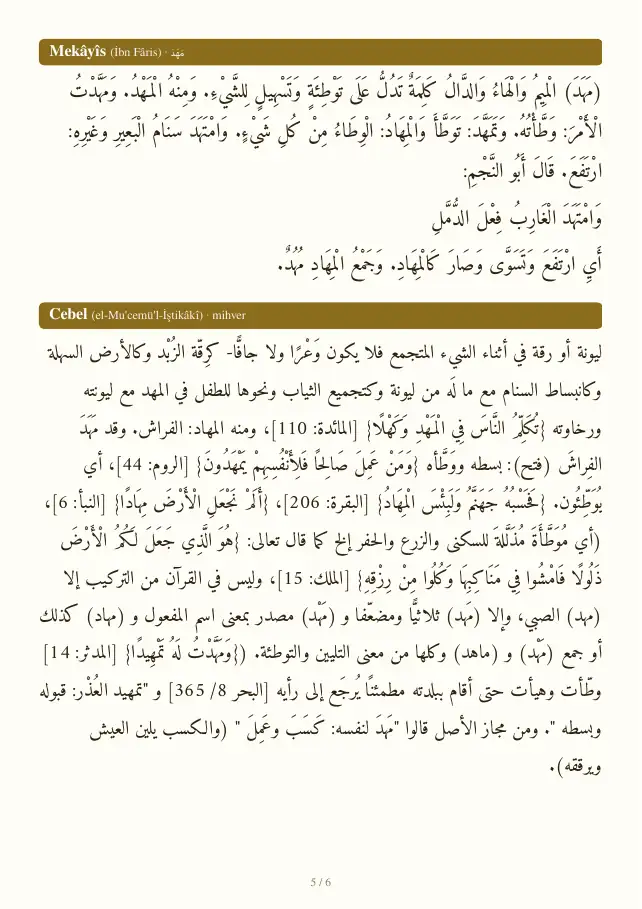 Mekâyîs (İbn Fâris) · مَهَدَ
(مَهَدَ) الْمِيمُ وَالْهَاءُ وَالدَّالُ كَلِمَةٌ تَدُلُّ عَلَى تَوْطِئَةٍ وَتَسْهِيلٍ لِلشَّيْءِ. وَمِنْهُ الْمَهْدُ. وَمَهَّدْتُ
الْأَمْرَ: وَطَّأْتُهُ. وَتَمَهَّدَ: تَوَطَّأَ وَالْمِهَادُ: الْوِطَاءُ مِنْ كُلِّ شَيْءٍ. وَامْتَهَدَ سَنَامُ الْبَعِيرِ وَغَيْرِهِ:
ارْتَفَعَ. قَالَ أَبُو النَّجْمِ:
وَامْتَهَدَ الْغَارِبُ فِعْلَ الدُّمَّلِ
أَيِ ارْتَفَعَ وَتَسَوَّى وَصَارَ كَالْمِهَادِ. وَجَمْعُ الْمِهَادِ مُهُدٌ.
Cebel (el-Mu'cemü'l-İştikâkî) · mihver
ليونة أو رقة في أثناء الشيء المتجمع فلا يكون وَعْرًا ولا جافًّا- كرِقّة الزُبْد وكالأرض السهلة
وكانبساط السنام مع ما لَه من ليونة وكتجميع الثياب ونحوها للطفل في المهد مع ليونته
ورخاوته {تُكَلِّمُ النَّاسَ فِي الْمَهْدِ وَكَهْلًا} [المائدة: 110]، ومنه المهاد: الفراش. وقد مَهَدَ
الفِراشَ (فتح): بسطه ووَطَّأه {وَمَنْ عَمِلَ صَالِحًا فَلِأَنْفُسِهِمْ يَمْهَدُونَ} [الروم: 44]، أي
يُوَطِّئُون. {فَحَسْبُهُ جَهَنَّمُ وَلَبِئْسَ الْمِهَادُ} [البقرة: 206]، {أَلَمْ نَجْعَلِ الْأَرْضَ مِهَادًا} [النبأ: 6]،
(أي مُوَطَّأَةَ مُذَلَّلَةَ للسكنى والزرع والحفر إلخ كما قال تعالى: {هُوَ الَّذِي جَعَلَ لَكُمُ الْأَرْضَ
ذَلُولًا فَامْشُوا فِي مَنَاكِبِهَا وَكُلُوا مِنْ رِزْقِهِ} [الملك: 15]، وليس في القرآن من التركيب إلا
(مهد) الصبي، وإلا (مَهَد) ثلاثيًّا ومضعّفا و (مَهْد) مصدر بمعنى اسم المفعول و (مهاد) كذلك
أو جمع (مَهْد) و (ماهد) وكلها من معنى التليين والتوطئة. ({وَمَهَّدْتُ لَهُ تَمْهِيدًا} [المدثر: 14]
وطّأت وهيأت حتى أقام ببلدته مطمئنًا يُرجَع إلى رأيه [البحر 8/ 365] و "تمهيد العُذْر: قبوله
وبسطه ". ومن مجاز الأصل قالوا "مَهَدَ لنفسه: كَسَبَ وعَمِلَ " (والكسب يلين العيش
ويرققه).
5 / 6